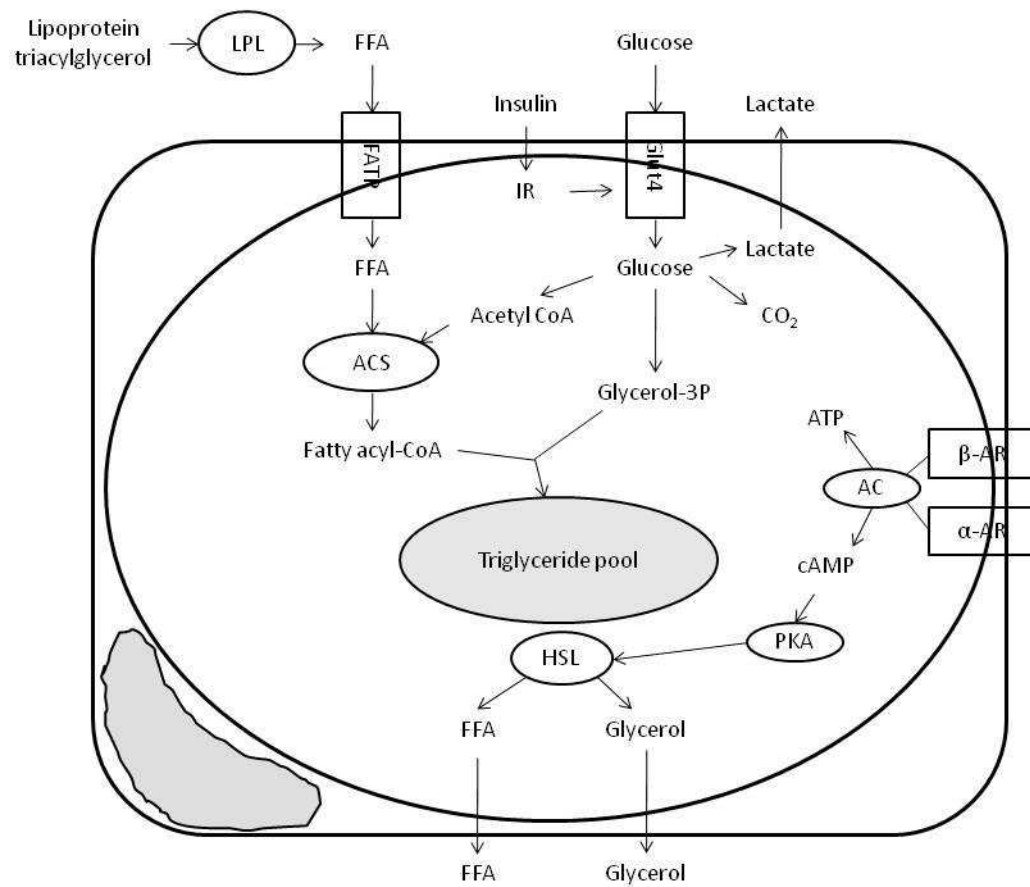 Lipoprotein
triacylglycerol
LPL
FFA
Glucose
Insulin
Lactate
FATP
Glut4
IR
FFA
Glucose
Lactate
Acetyl CoA
CO₂
ACS
Glycerol-3P
ATP
Fatty acyl-CoA
β-AR
AC
α-AR
Triglyceride pool
cAMP
HSL
PKA
FFA
Glycerol
FFA
Glycerol